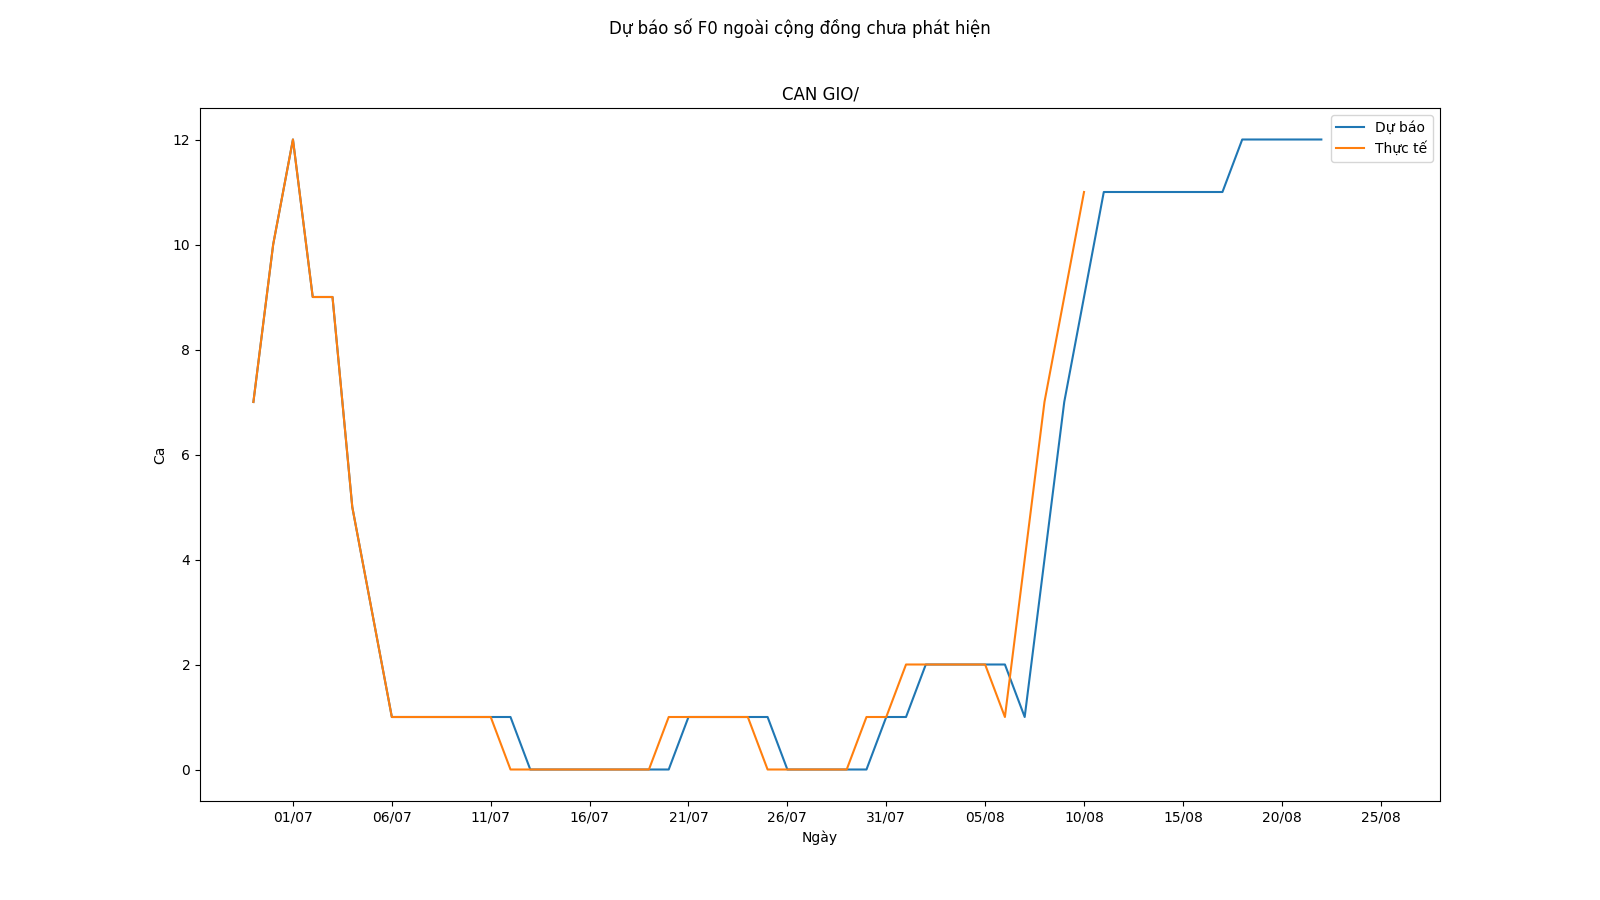 Dự báo số F0 ngoài cộng đồng chưa phát hiện
CAN GIO/
Dự báo
Thực tế
12
10
8
6
4
2
0
Ca
01/07 06/07 11/07 16/07 21/07 26/07 31/07 05/08 10/08 15/08 20/08 25/08
Ngày